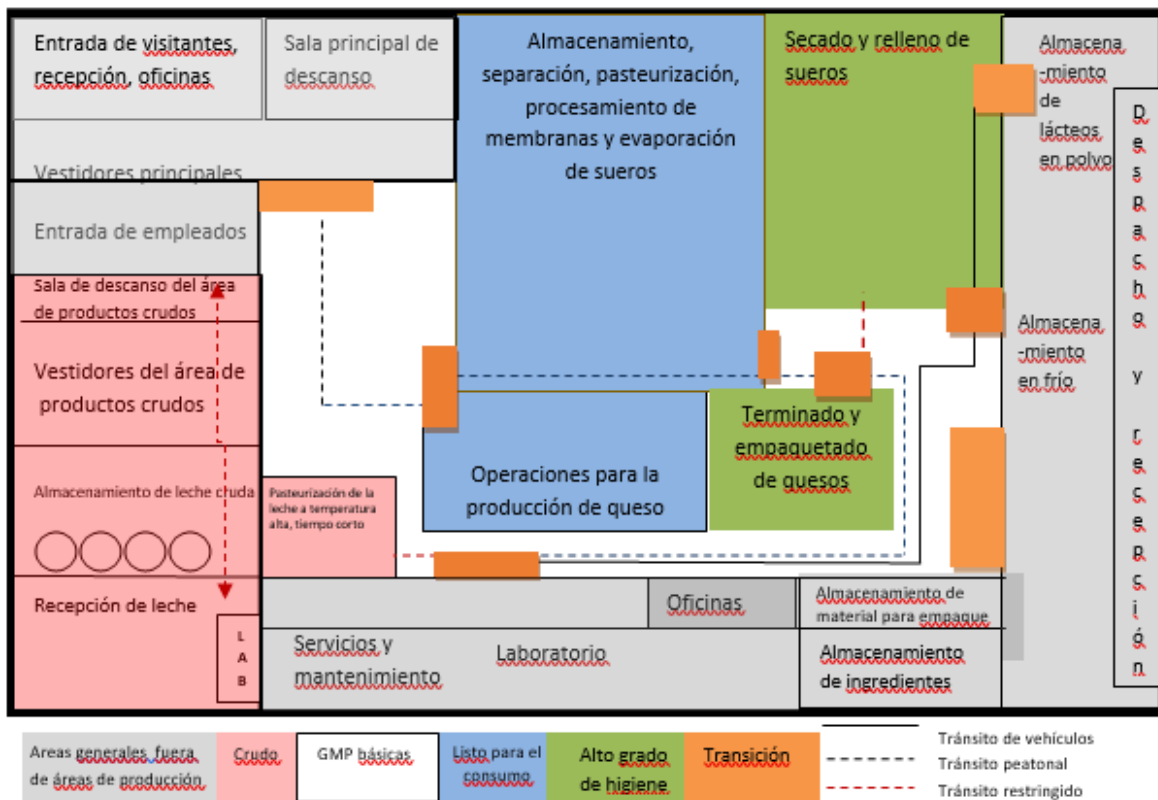 Entrada de visitantes,
recepción, oficinas
Sala principal de
descanso
Almacenamiento,
separación, pasteurización,
procesamiento de
membranas y evaporación
de sueros
Secado y relleno de
sueros
Almacena
-miento
de
lácteos
en polvo
Vestidores principales
Entrada de empleados
Sala de descanso del área
de productos crudos
Vestidores del área de
productos crudos
Almacenamiento de leche cruda
Pasteurización de la
leche a temperatura
alta, tiempo corto
Recepción de leche
L
A
B
Operaciones para la
producción de queso
Terminado y
empaquetado
de quesos
Almacena
-miento
en frío
D
e
s
p
a
c
h
o
y
r
e
c
e
p
s
i
ó
n
Oficinas
Servicios y
mantenimiento
Laboratorio
Almacenamiento de
material para empaque
Almacenamiento
de ingredientes
Areas generales, fuera
de áreas de producción
Crudo
GMP básicas
Listo para el
consumo
Alto grado
de higiene
Transición
Tránsito de vehículos
Tránsito peatonal
Tránsito restringido